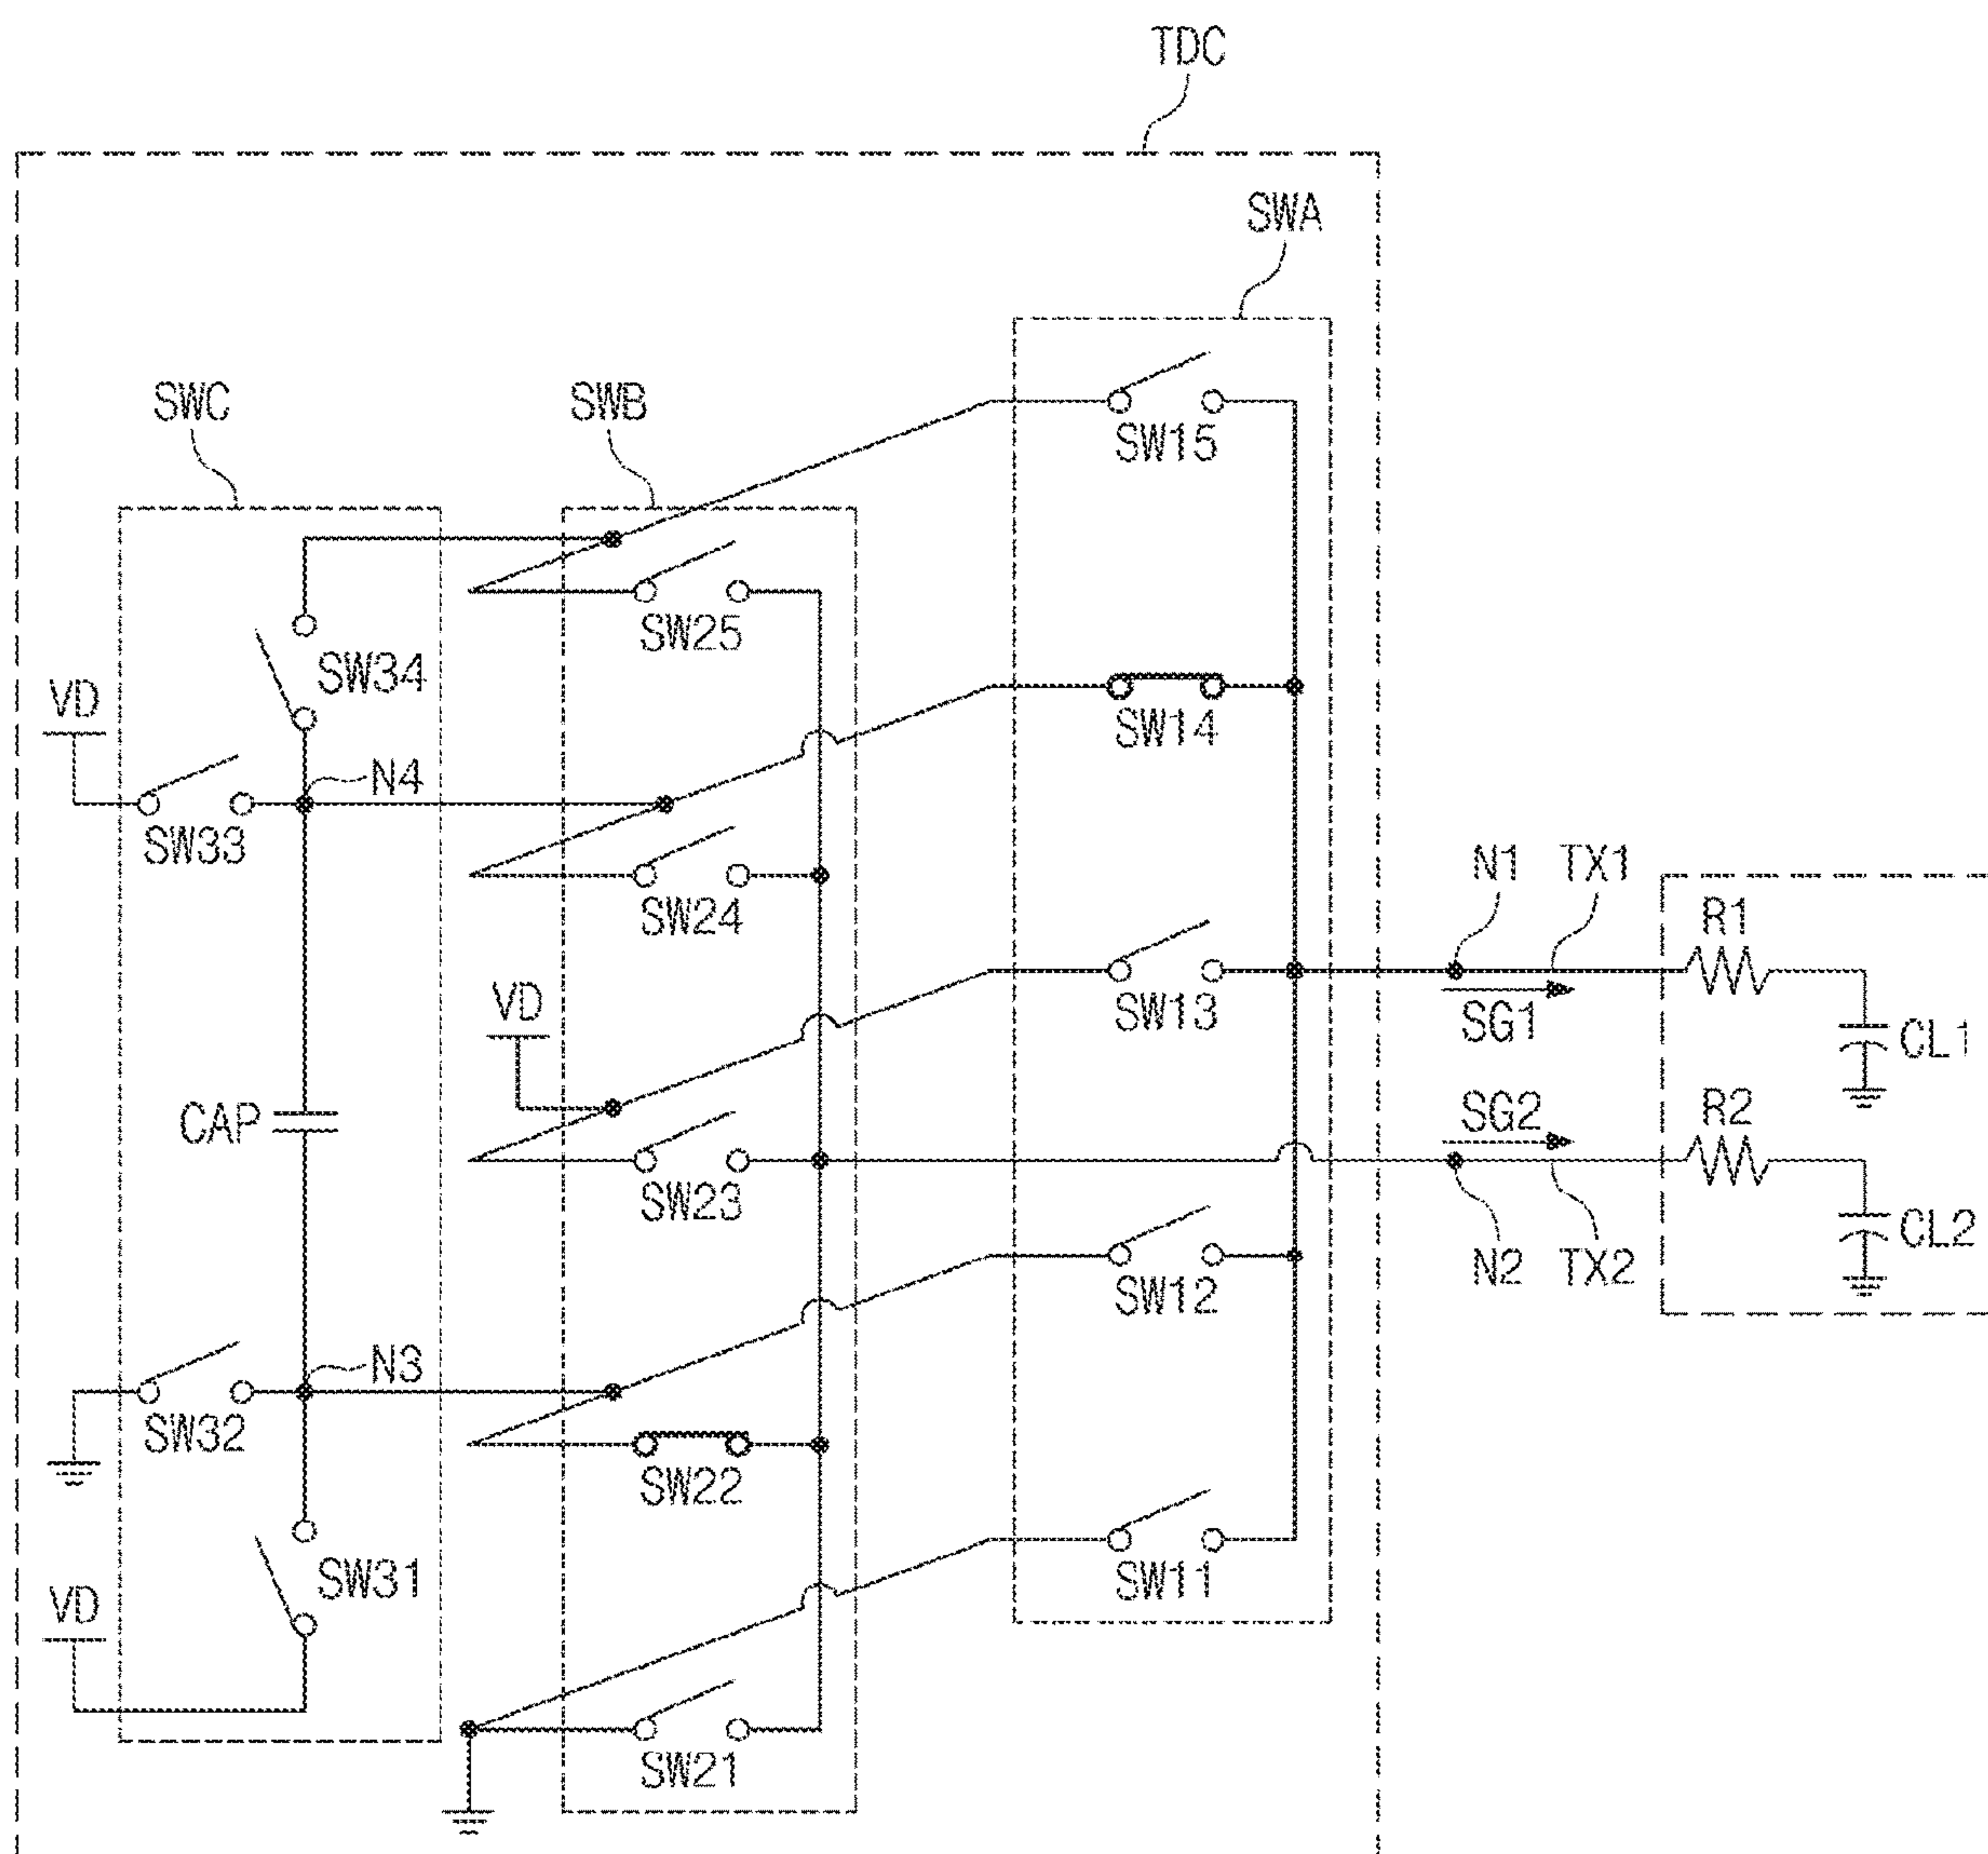 TDC
SWA
SWC
SWB
SW15
SW25
SW34
VD
SW14
N4
SW33
SW24
N1
TX1
R1
VD
SW13
SG1
CL1
CAP
SG2
R2
SW23
N2
TX2
CL2
SW12
N3
SW32
SW22
SW31
SW11
VD
SW21